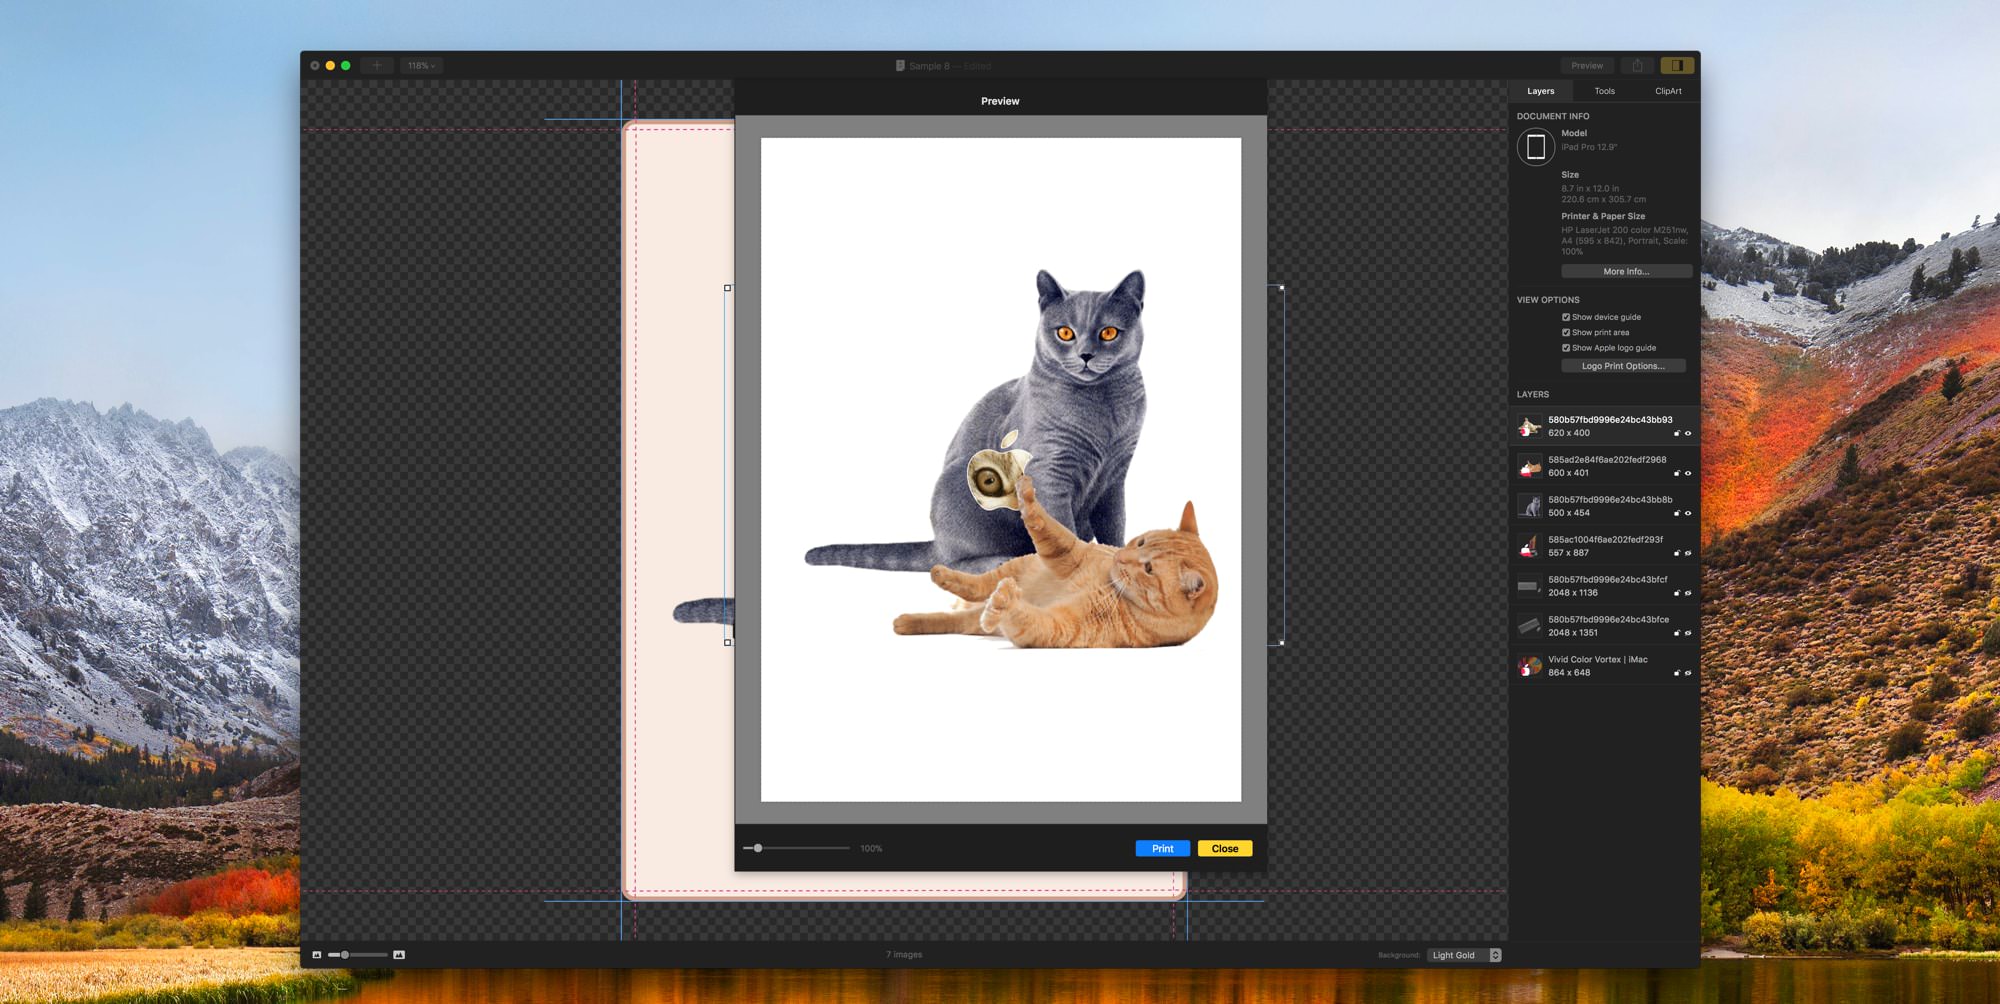 118%
Sample 8 — Edited
Preview
Preview
100%
Print
Close
7 images
Background:
Light Gold
Layers
Tools
ClipArt
DOCUMENT INFO
Model
iPad Pro 12.9"
Size
8.7 in x 12.0 in
220.6 cm x 305.7 cm
Printer & Paper Size
HP LaserJet 200 color M251nw,
A4 (595 x 842), Portrait, Scale:
100%
More Info...
VIEW OPTIONS
Show device guide
Show print area
Show Apple logo guide
Logo Print Options...
LAYERS
580b57fbd9996e24bc43bb93
620 x 400
585ad2e84f6ae202fedf2968
600 x 401
580b57fbd9996e24bc43bb8b
500 x 454
585ac1004f6ae202fedf293f
557 x 887
580b57fbd9996e24bc43bfcf
2048 x 1136
580b57fbd9996e24bc43bfce
2048 x 1351
Vivid Color Vortex | iMac
864 x 648